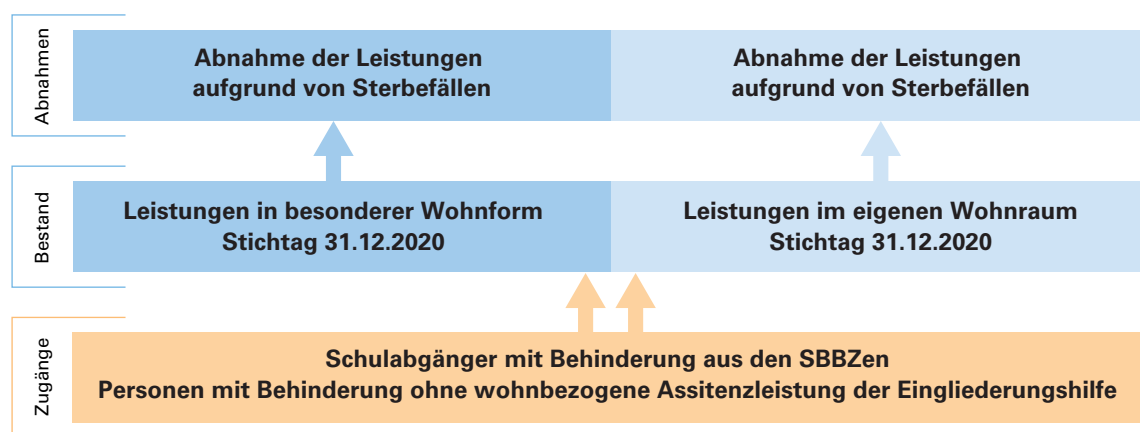 Abnahmen
Abnahme der Leistungen
aufgrund von Sterbefällen
Abnahme der Leistungen
aufgrund von Sterbefällen
Bestand
Leistungen in besonderer Wohnform
Stichtag 31.12.2020
Leistungen im eigenen Wohnraum
Stichtag 31.12.2020
Zugänge
Schulabgänger mit Behinderung aus den SBBZen
Personen mit Behinderung ohne wohnbezogene Assitenzleistung der Eingliederungshilfe